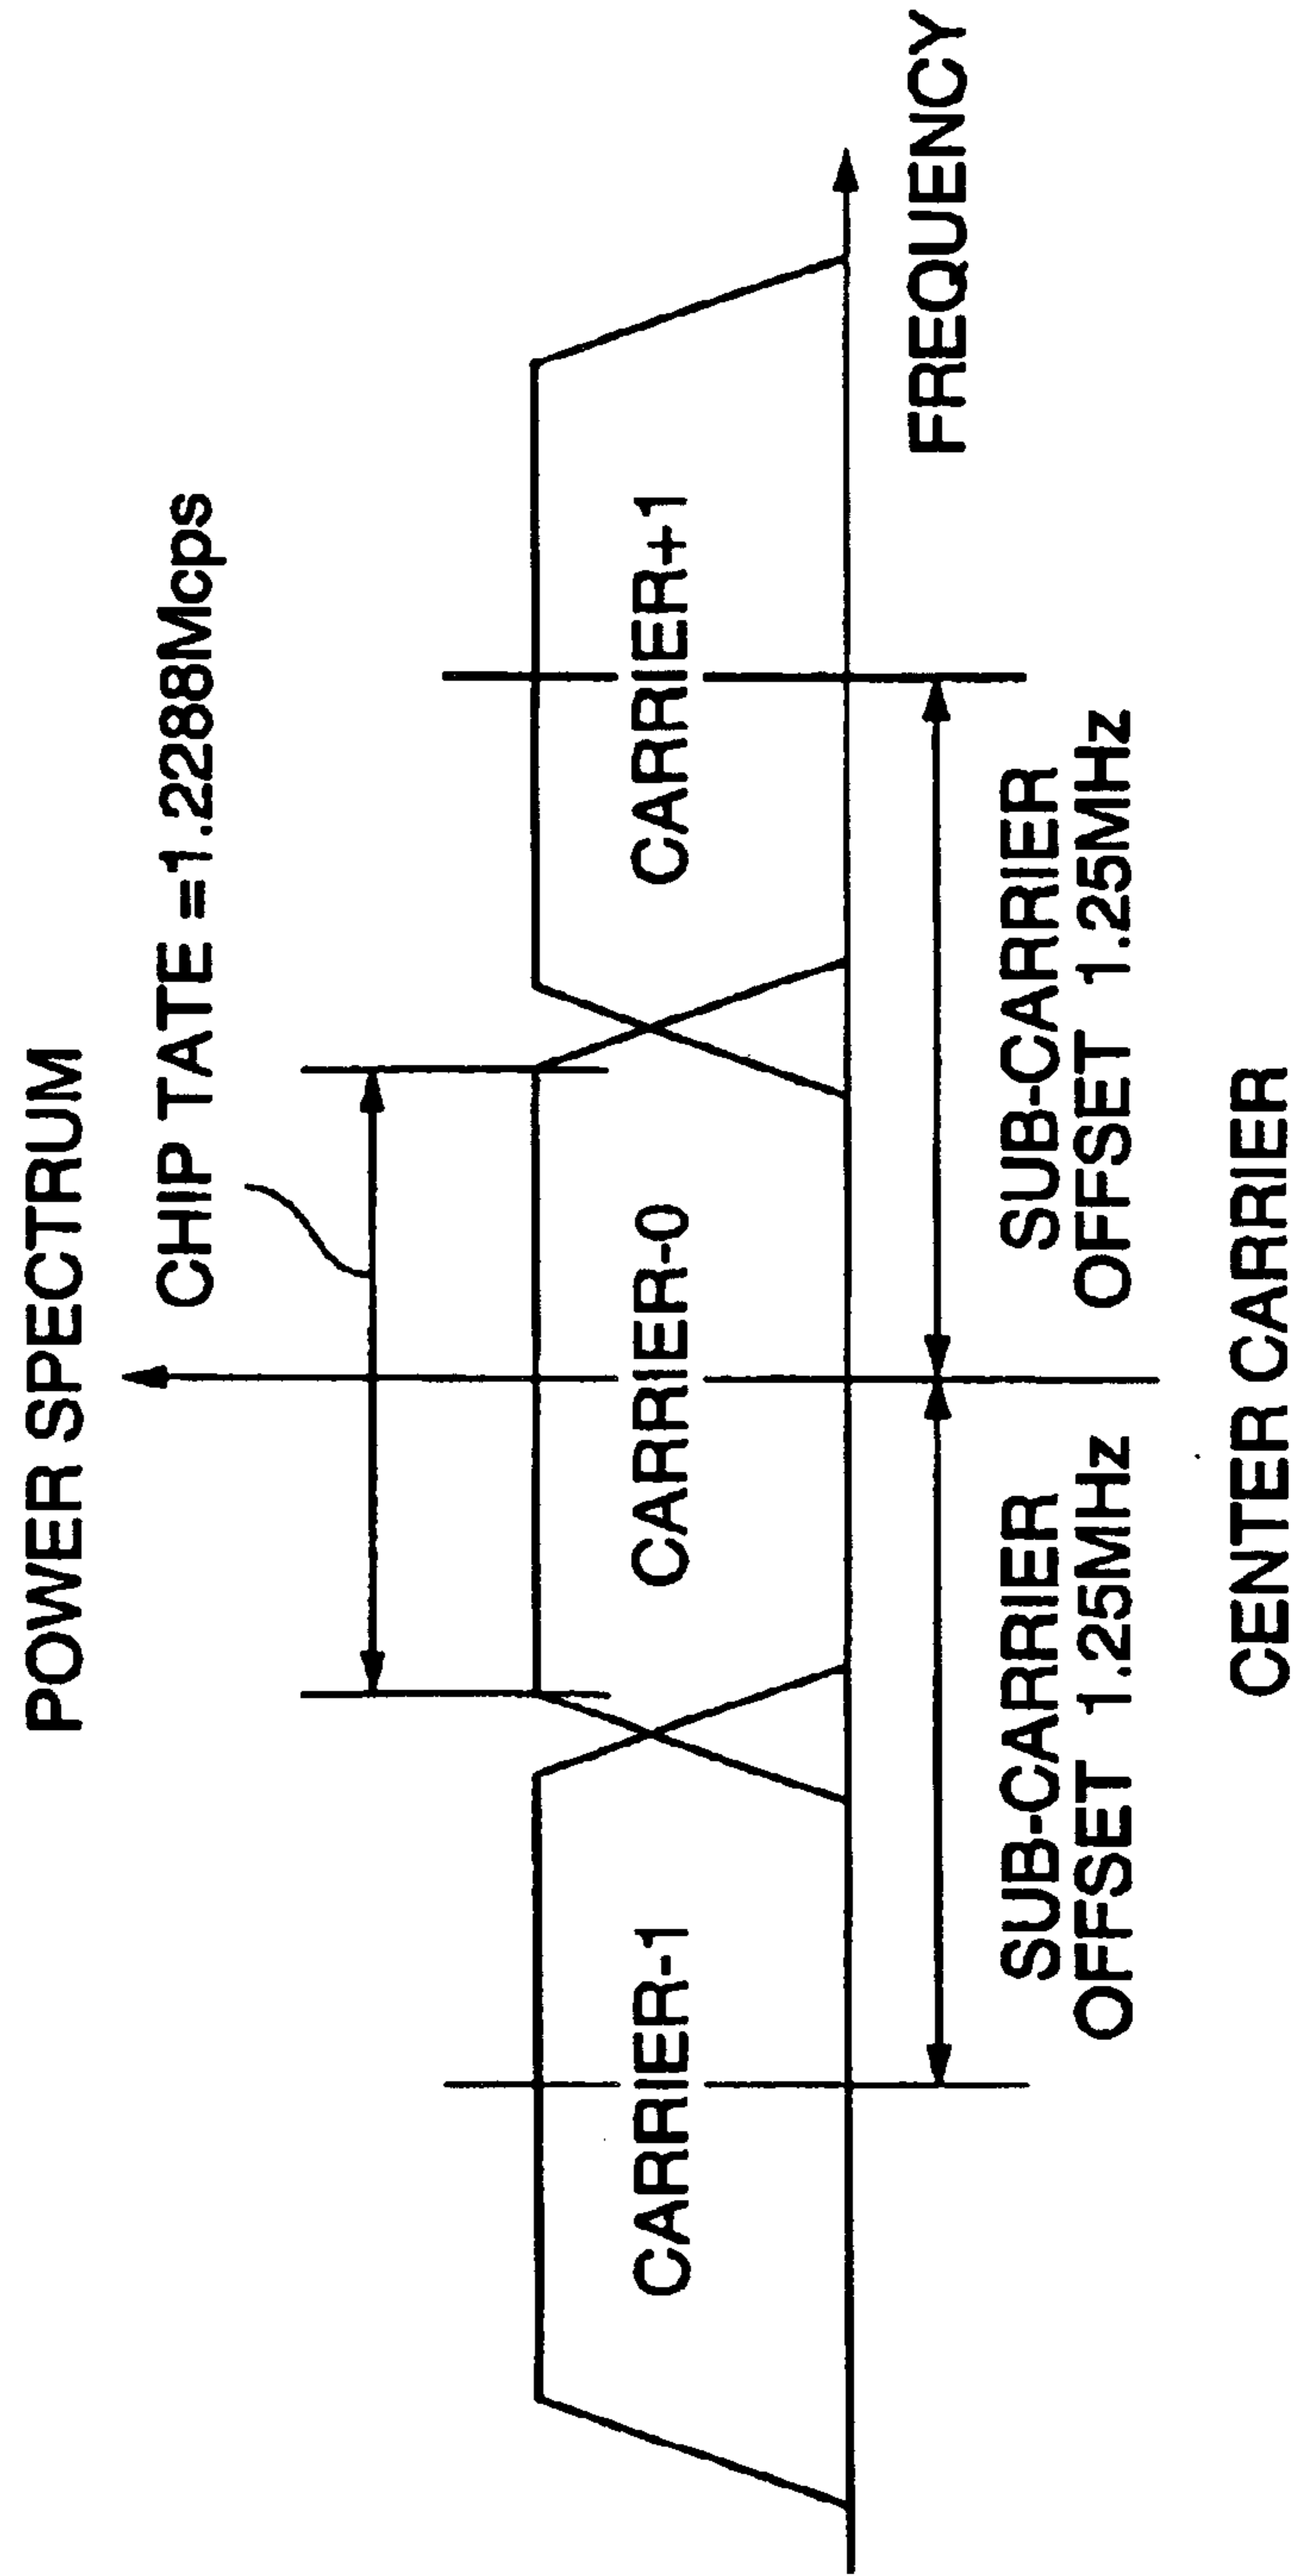 POWER SPECTRUM
CHIP TATE =1.2288Mcps
CARRIER-1
CARRIER-0
CARRIER+1
FREQUENCY
SUB-CARRIER
OFFSET 1.25MHz
SUB-CARRIER
OFFSET 1.25MHz
CENTER CARRIER